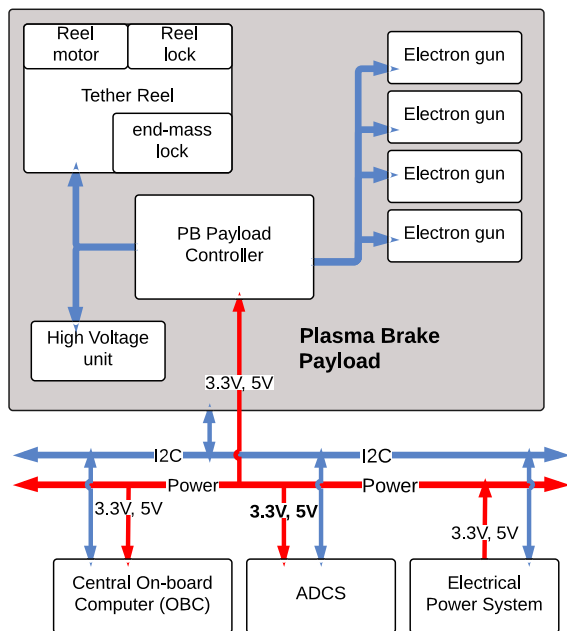 Reel
motor
Reel
lock
Tether Reel
end-mass
lock
Electron gun
Electron gun
Electron gun
Electron gun
PB Payload
Controller
High Voltage
unit
Plasma Brake
Payload
3.3V, 5V
I2C
I2C
Power
Power
3.3V, 5V
3.3V, 5V
3.3V, 5V
Central On-board
Computer (OBC)
ADCS
Electrical
Power System